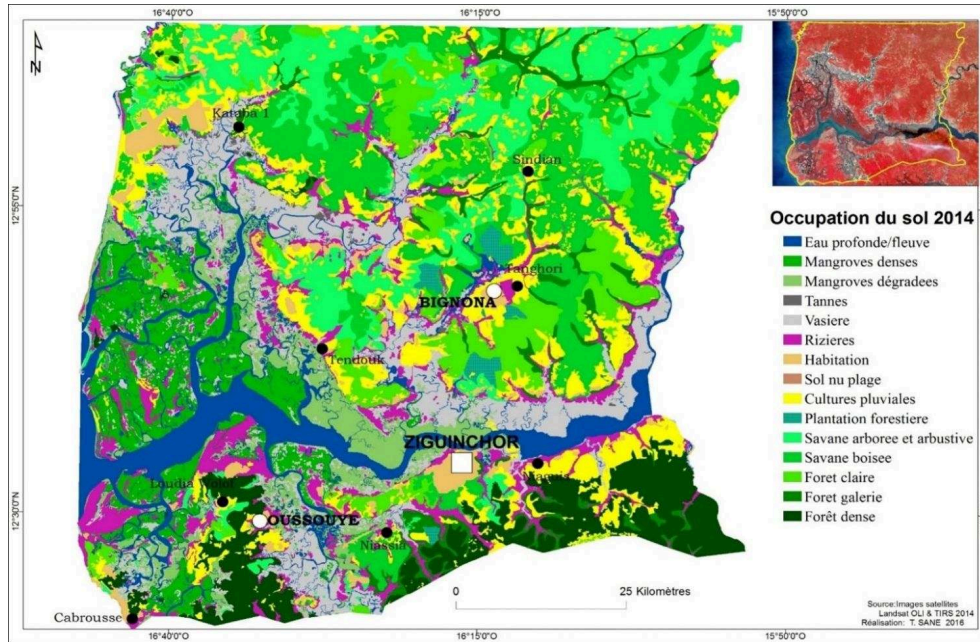 16°40'0"O
16°15'0"O
15°50'0"O
Z
Kataba 1
Sindian
12°55'0"N
Tanghori
BIGNONA
Tendouk
ZIGUINCHOR
Niaguis
Loudia Wolof
OUSSOUYE
Niassia
12°30'0"N
Cabrousse
0
25 Kilomètres
16°40'0"O
16°15'0"O
15°50'0"O
Occupation du sol 2014
Eau profonde/fleuve
Mangroves denses
Mangroves dégradees
Tannes
Vasiere
Rizieres
Habitation
Sol nu plage
Cultures pluviales
Plantation forestiere
Savane arboree et arbustive
Savane boisee
Foret claire
Foret galerie
Forêt dense
Source:Images satellites
Landsat OLI & TIRS 2014
Réalisation: T. SANE 2016